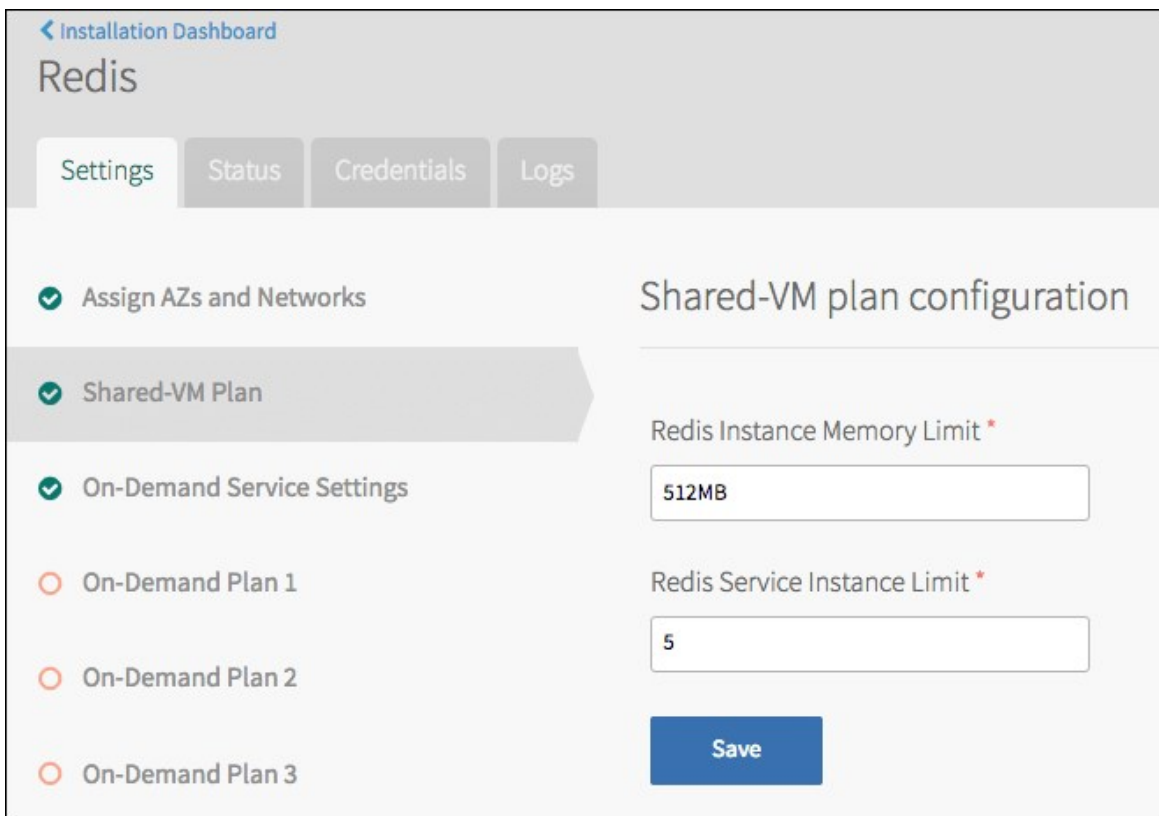 Installation Dashboard
Redis
Settings
Status
Credentials
Logs
Assign AZs and Networks
Shared-VM Plan
On-Demand Service Settings
On-Demand Plan 1
On-Demand Plan 2
On-Demand Plan 3
Shared-VM plan configuration
Redis Instance Memory Limit *
512MB
Redis Service Instance Limit *
5
Save